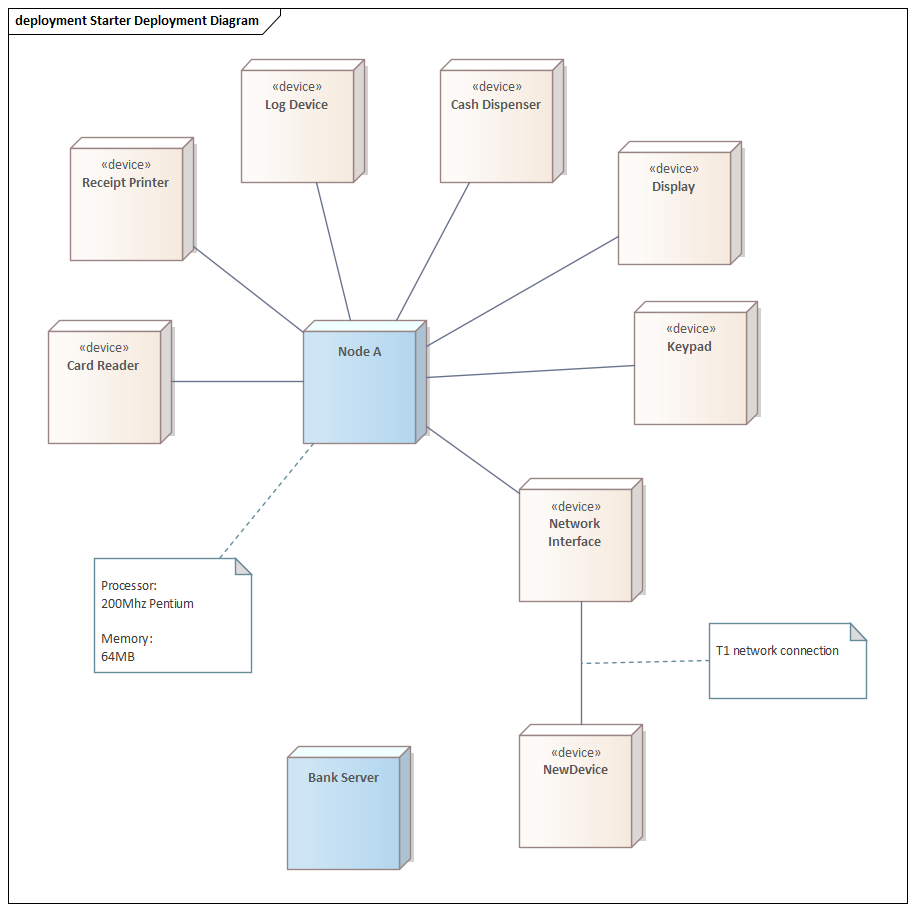 deployment Starter Deployment Diagram
«device»
Log Device
«device»
Cash Dispenser
«device»
Receipt Printer
«device»
Display
«device»
Card Reader
Node A
«device»
Keypad
«device»
Network
Interface
Processor:
200Mhz Pentium
Memory:
64MB
T1 network connection
Bank Server
«device»
NewDevice